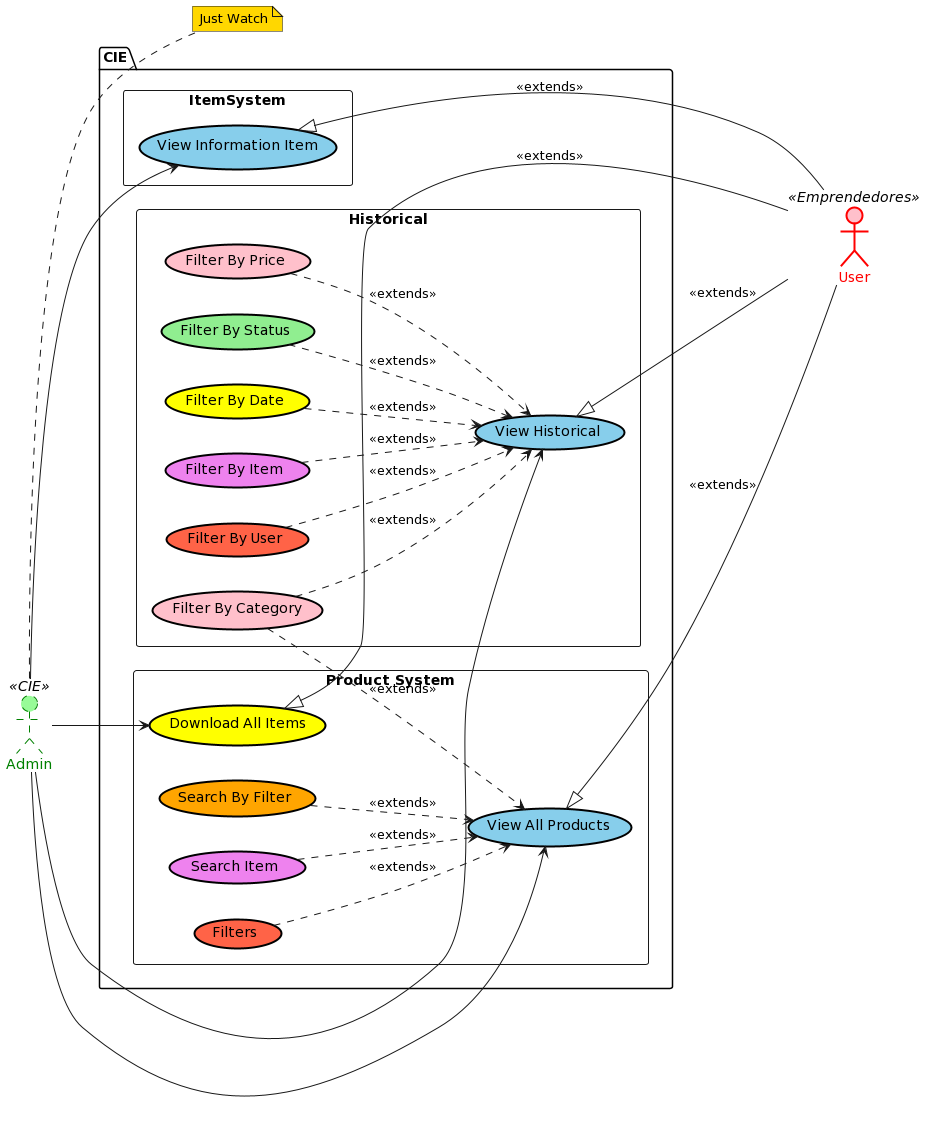 Just Watch
CIE
ItemSystem
«extends»
View Information Item
«extends»
«Emprendedores»
User
Historical
Filter By Price
«extends»
«extends»
Filter By Status
«extends»
Filter By Date
«extends»
View Historical
«extends»
Filter By Item
«extends»
«extends»
Filter By User
«extends»
Filter By Category
Product System
«extends»
«CIE»
Admin
Download All Items
Search By Filter
«extends»
View All Products
«extends»
Search Item
«extends»
Filters